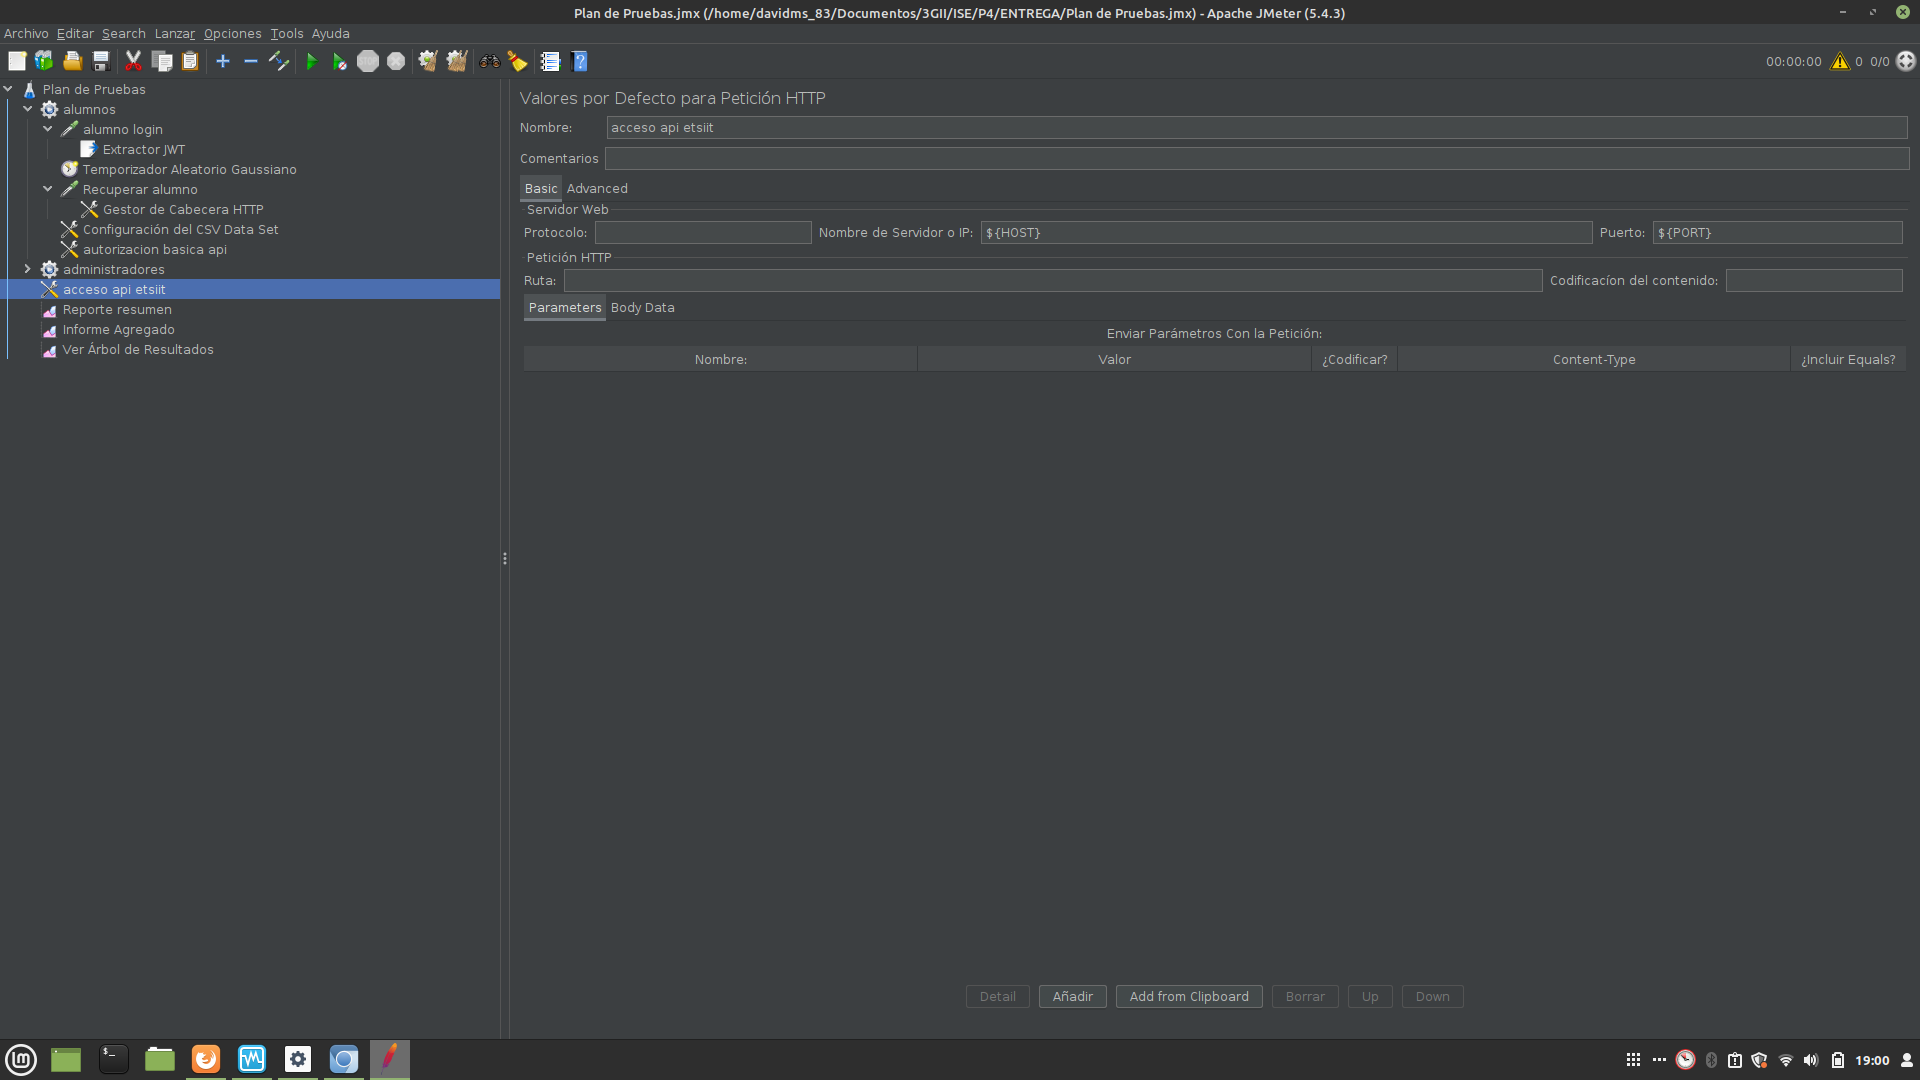 Plan de Pruebas.jmx (/home/davidms_83/Documentos/3GII/ISE/P4/ENTREGA/Plan de Pruebas.jmx) - Apache JMeter (5.4.3)
Archivo Editar Search Lanzar Opciones Tools Ayuda
00:00:00 0 0/0
Plan de Pruebas
alumnos
alumno login
Extractor JWT
Temporizador Aleatorio Gaussiano
Recuperar alumno
Gestor de Cabecera HTTP
Configuración del CSV Data Set
autorizacion basica api
administradores
acceso api etsiit
Reporte resumen
Informe Agregado
Ver Árbol de Resultados
Valores por Defecto para Petición HTTP
Nombre: acceso api etsiit
Comentarios
Basic Advanced
Servidor Web
Protocolo: Nombre de Servidor o IP: ${HOST} Puerto: ${PORT}
Petición HTTP
Ruta: Codificacíon del contenido:
Parameters Body Data
Enviar Parámetros Con la Petición:
Nombre: Valor ¿Codificar? Content-Type ¿Incluir Equals?
Detail Añadir Add from Clipboard Borrar Up Down
19:00